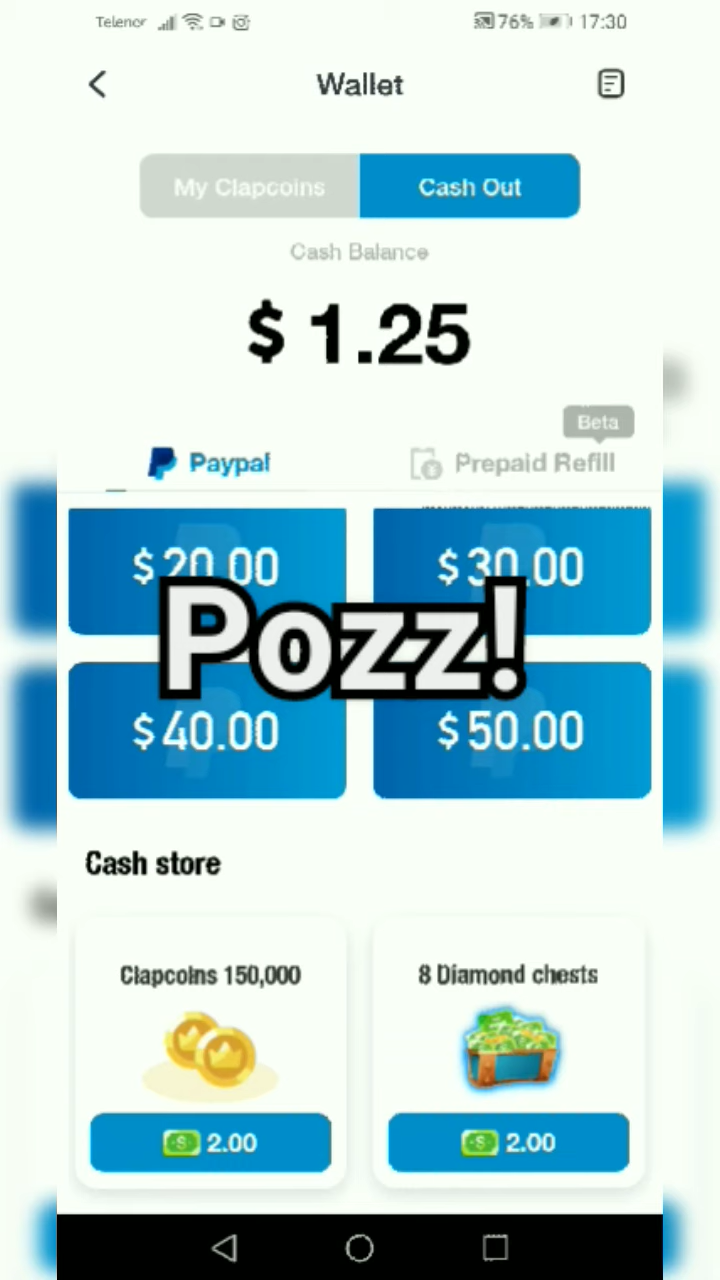 Telenor 76% 17:30
Wallet
My Clapcoins Cash Out
Cash Balance
$ 1.25
Beta
Paypal Prepaid Refill
$20.00 $30.00
Pozz!
$40.00 $50.00
Cash store
Clapcoins 150,000 8 Diamond chests
$ 2.00 $ 2.00